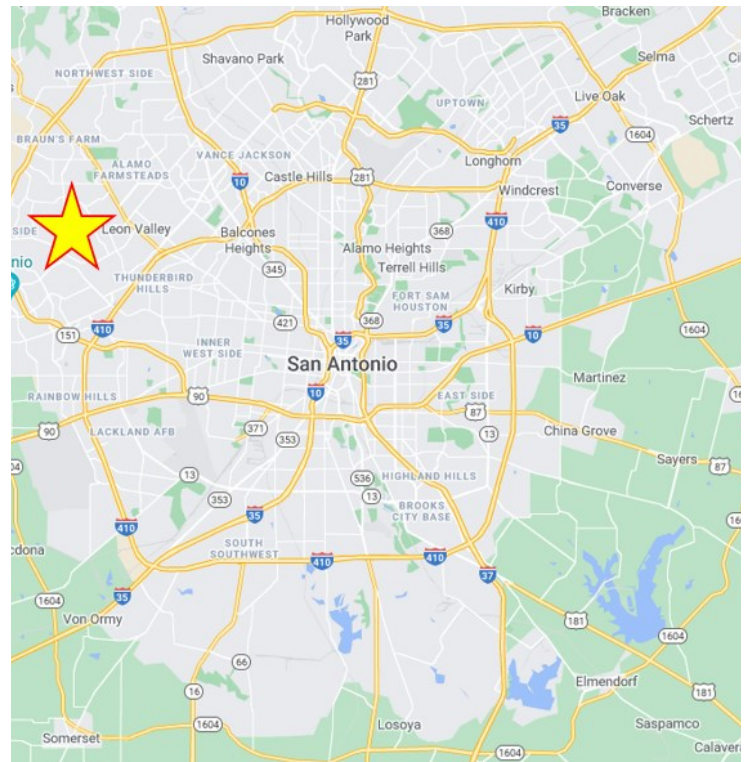 Bracken
Hollywood
Park
Shavano Park
Selma
NORTHWEST SIDE
281
UPTOWN
Live Oak
35
Schertz
BRAUN'S FARM
1604
VANCE JACKSON
ALAMO
FARMSTEADS
Longhorn
10
Castle Hills
281
Windcrest
Converse
410
SIDE
Leon Valley
Balcones
Heights
368
Alamo Heights
Terrell Hills
345
THUNDERBIRD
HILLS
Kirby
FORT SAM
HOUSTON
151
410
421
368
35
35
10
1604
INNER
WEST SIDE
San Antonio
Martinez
RAINBOW HILLS
90
10
EAST SIDE
87
90
LACKLAND AFB
371
353
13
China Grove
Sayers
87
13
536
HIGHLAND HILLS
353
13
BROOKS
CITY BASE
35
410
SOUTH
SOUTHWEST
410
410
37
35
1604
Von Ormy
181
1604
66
16
Elmendorf
181
1604
Losoya
Saspamco
Somerset
1604